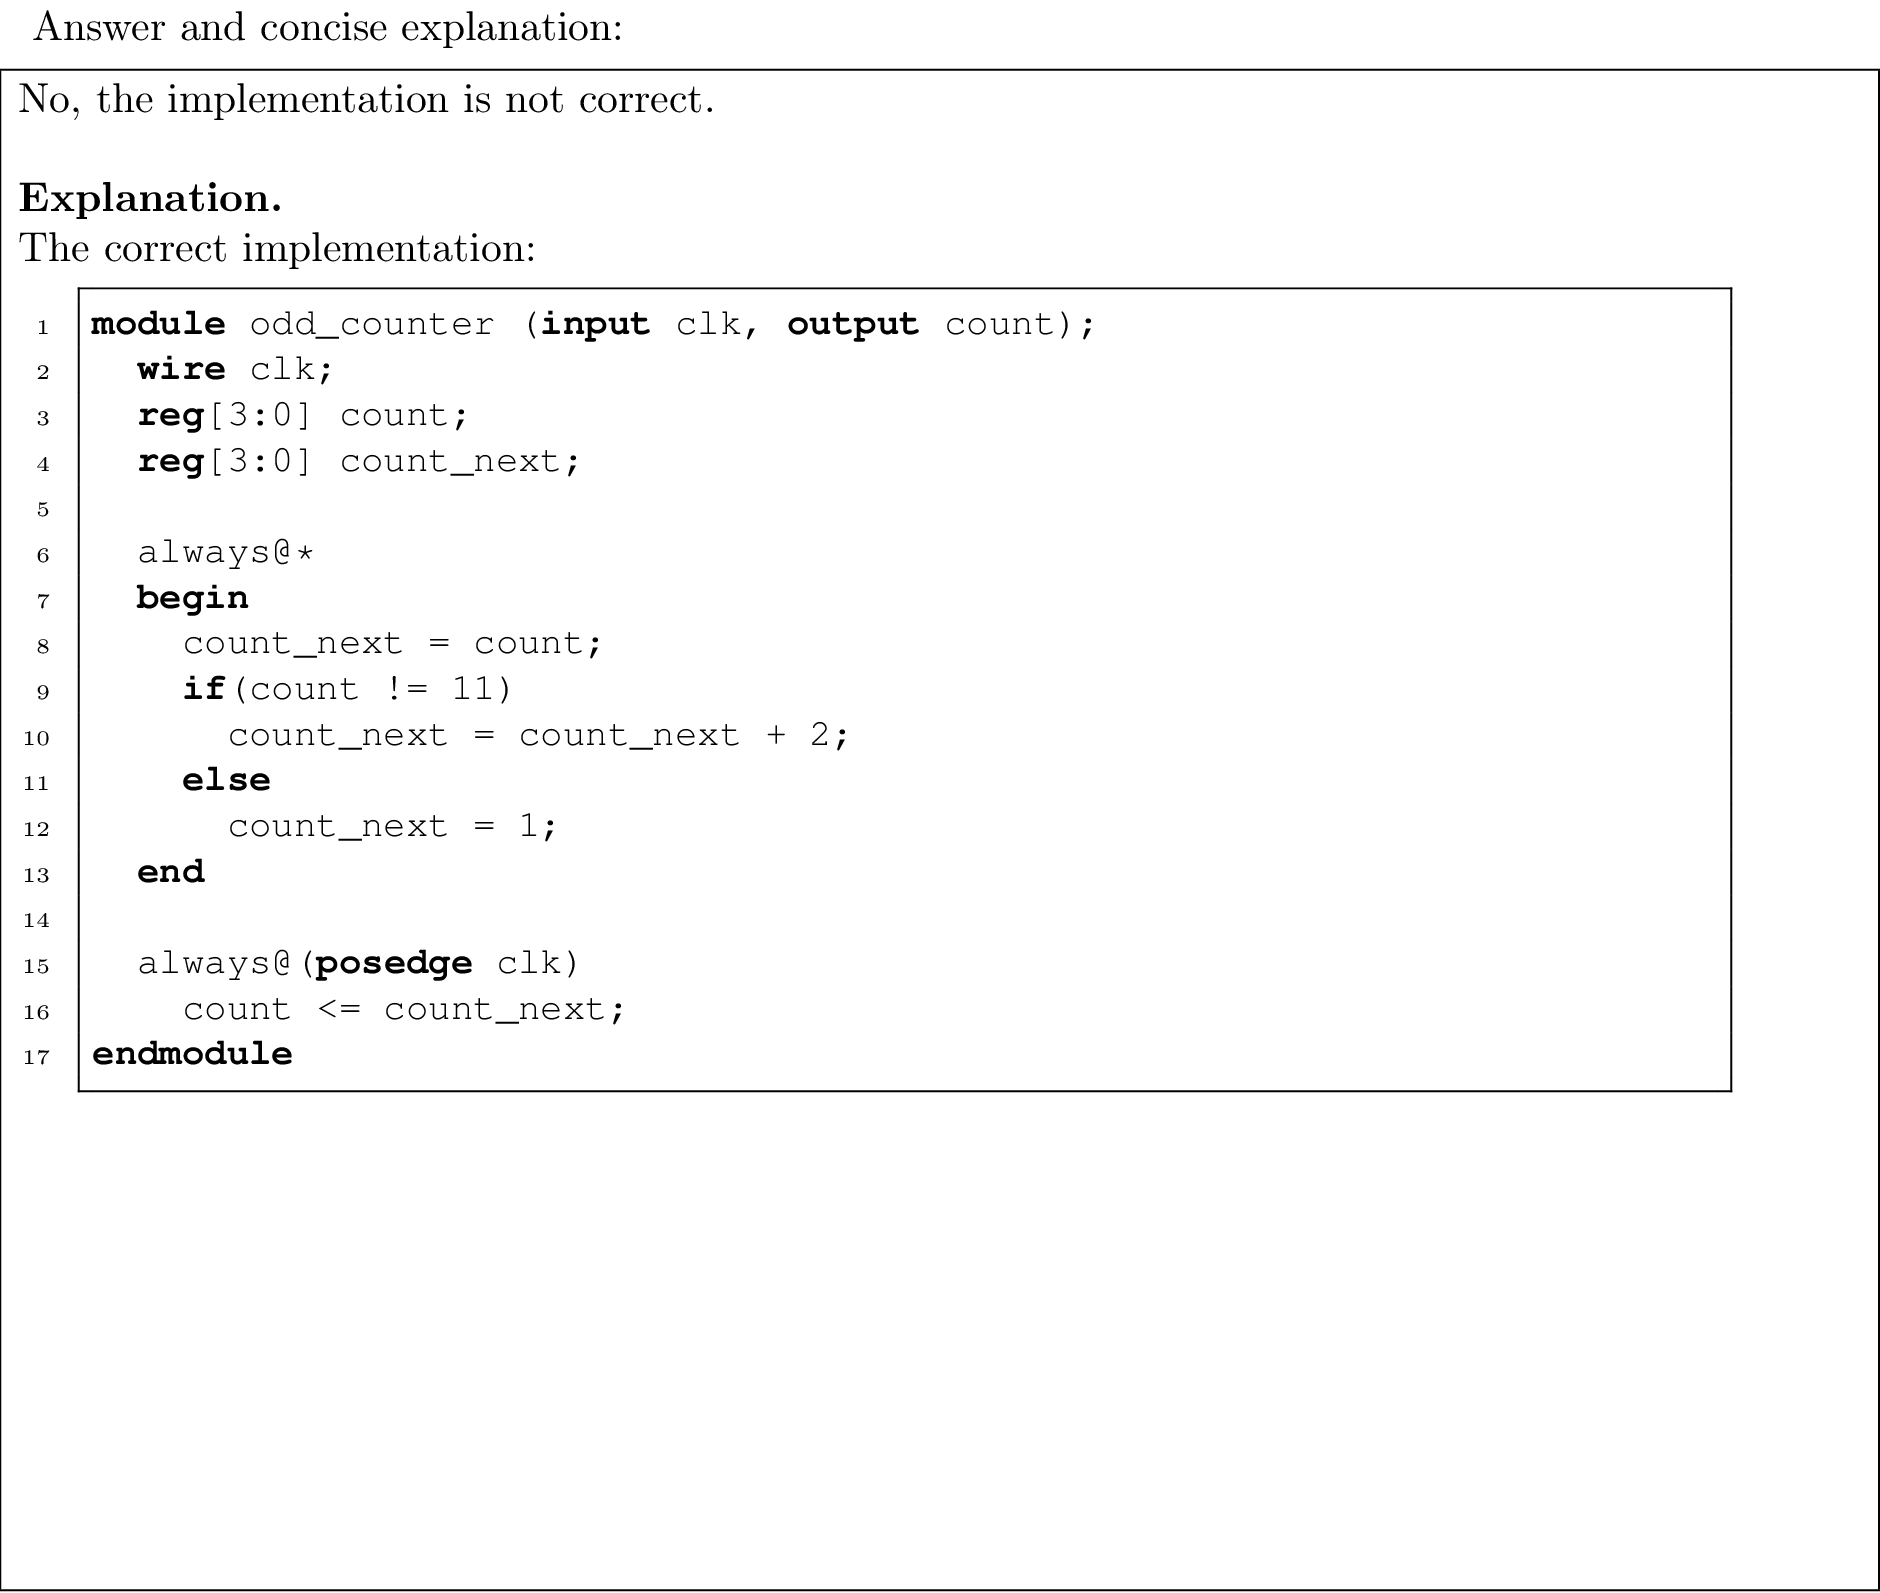 Answer and concise explanation:
No, the implementation is not correct.
Explanation.
The correct implementation:
1 module odd_counter (input clk, output count);
2 wire clk;
3 reg[3:0] count;
4 reg[3:0] count_next;
5
6 always@*
7 begin
8 count_next = count;
9 if(count != 11)
10 count_next = count_next + 2;
11 else
12 count_next = 1;
13 end
14
15 always@(posedge clk)
16 count <= count_next;
17 endmodule